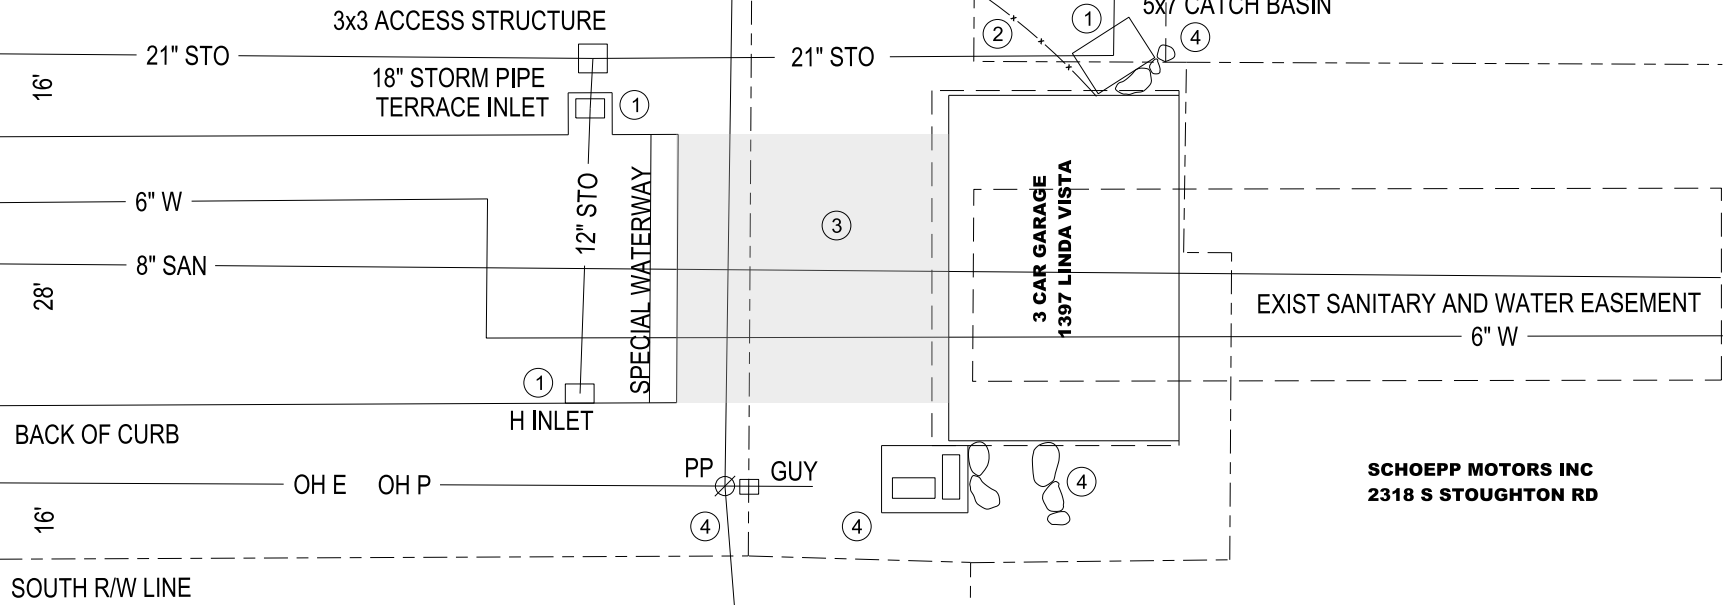 3x3 ACCESS STRUCTURE
5x7 CATCH BASIN
2
1
4
21" STO
21" STO
16'
18" STORM PIPE
TERRACE INLET
1
6" W
12" STO
SPECIAL WATERWAY
3
3 CAR GARAGE
1397 LINDA VISTA
8" SAN
28'
EXIST SANITARY AND WATER EASEMENT
6" W
1
H INLET
BACK OF CURB
PP
GUY
OH E
OH P
4
SCHOEPP MOTORS INC
2318 S STOUGHTON RD
16'
4
4
SOUTH R/W LINE